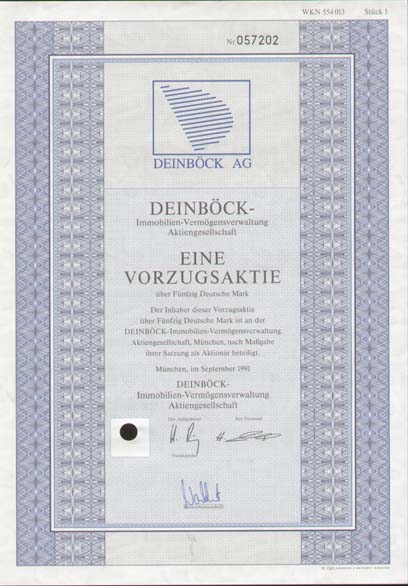 WKN 554 013 Stück 1
Nr. 057202
DEINBÖCK AG
DEINBÖCK-
Immobilien-Vermögensverwaltung
Aktiengesellschaft
EINE
VORZUGSAKTIE
über Fünfzig Deutsche Mark
Der Inhaber dieser Vorzugsaktie
über Fünfzig Deutsche Mark ist an der
DEINBÖCK-Immobilien-Vermögensverwaltung
Aktiengesellschaft, München, nach Maßgabe
ihrer Satzung als Aktionär beteiligt.
München, im September 1991
DEINBÖCK-
Immobilien-Vermögensverwaltung
Aktiengesellschaft
Der Aufsichtsrat Der Vorstand
Vorsitzender